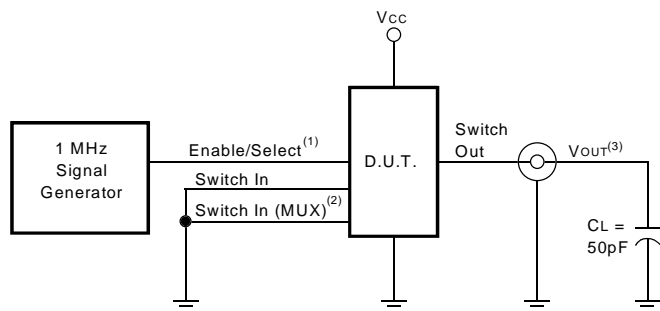 VCC
1 MHz
Signal
Generator
Enable/Select(1)
Switch In
Switch In (MUX)(2)
D.U.T.
Switch
Out
VOUT(3)
CL =
50pF